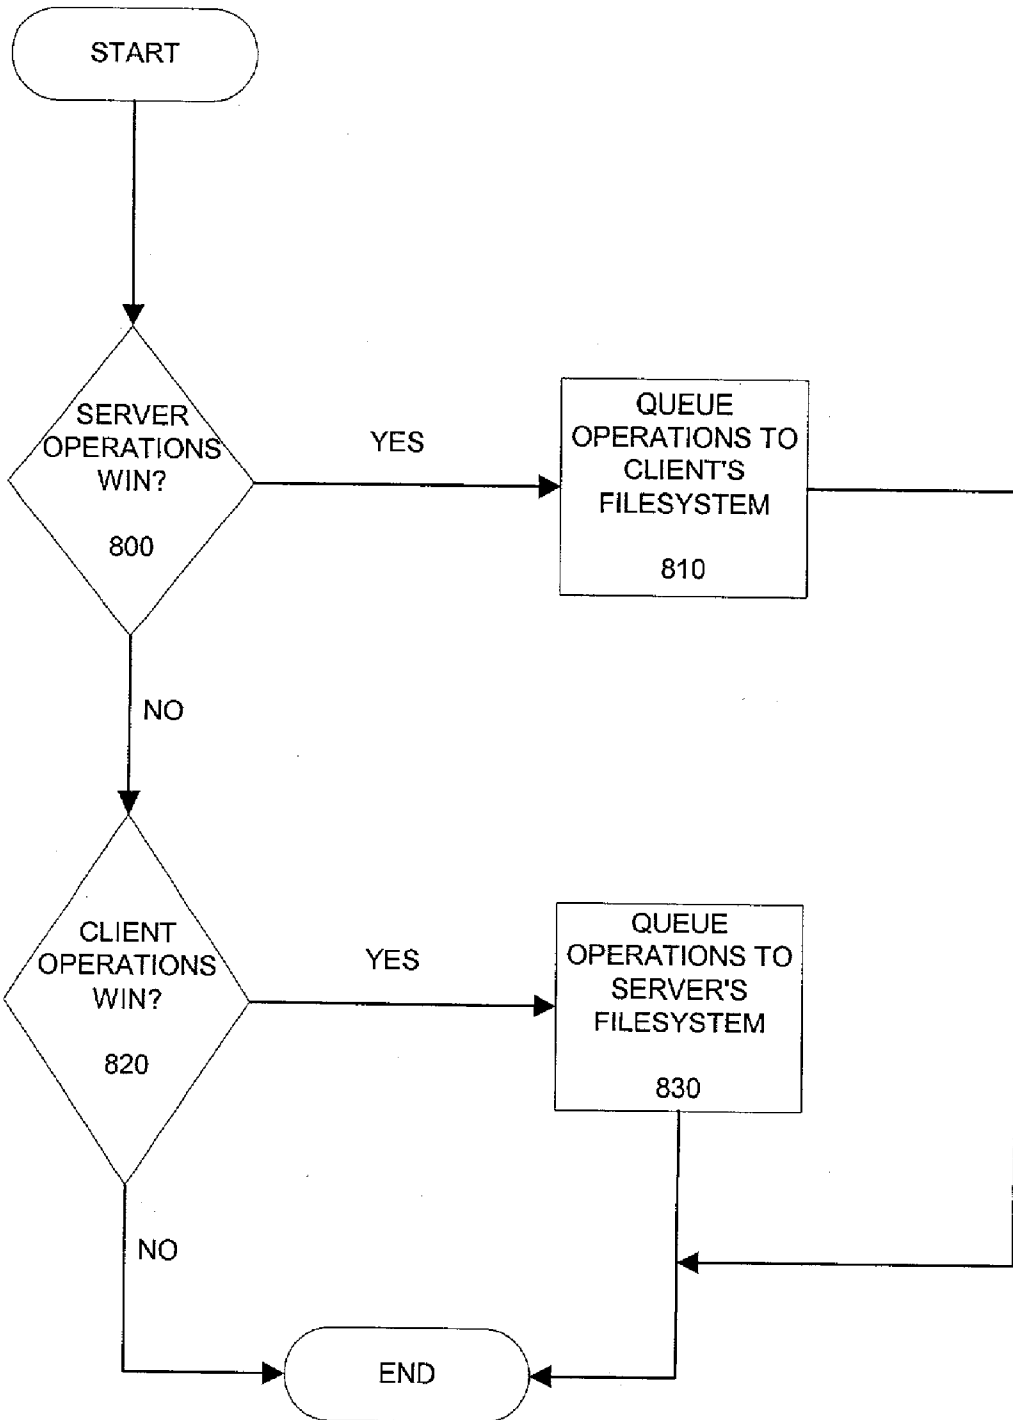 START
SERVER
OPERATIONS
WIN?
800
YES
QUEUE
OPERATIONS TO
CLIENT'S
FILESYSTEM
810
NO
CLIENT
OPERATIONS
WIN?
820
YES
QUEUE
OPERATIONS TO
SERVER'S
FILESYSTEM
830
NO
END